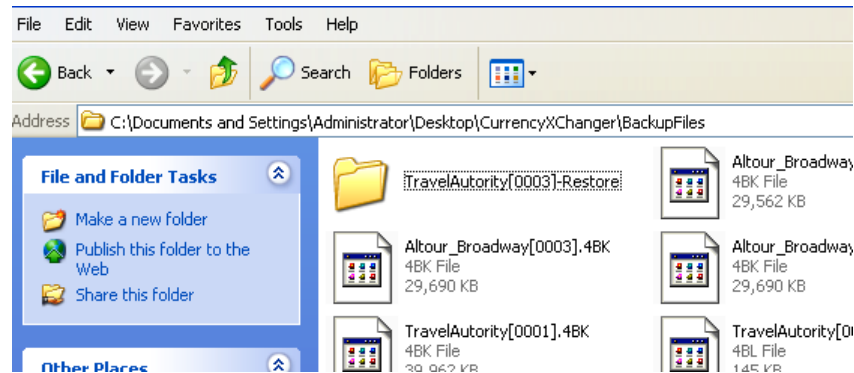 File Edit View Favorites Tools Help
Back Search Folders
Address C:\Documents and Settings\Administrator\Desktop\CurrencyXChanger\BackupFiles
File and Folder Tasks
Make a new folder
Publish this folder to the
Web
Share this folder
Other Places
TravelAutority[0003]-Restore
Altour_Broadway
4BK File
29,562 KB
Altour_Broadway[0003].4BK
4BK File
29,690 KB
Altour_Broadway
4BK File
29,690 KB
TravelAutority[0001].4BK
4BK File
39,962 KB
TravelAutority[0
4BL File
145 KB